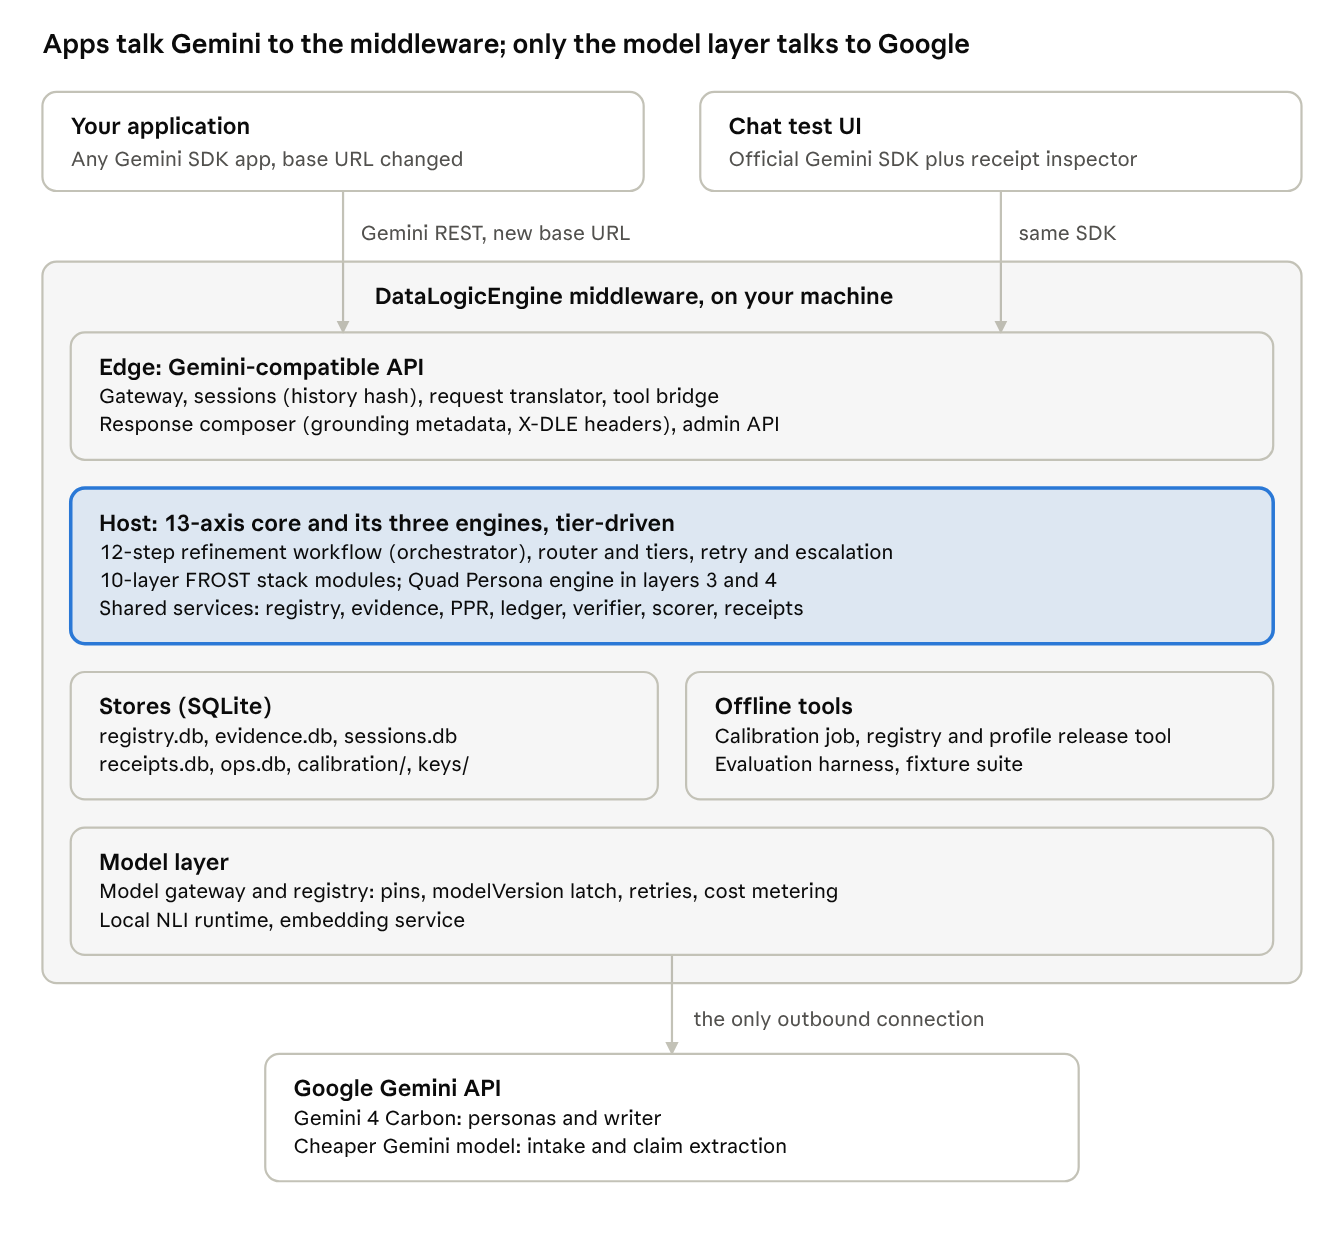 Apps talk Gemini to the middleware; only the model layer talks to Google
Your application
Any Gemini SDK app, base URL changed
Chat test UI
Official Gemini SDK plus receipt inspector
Gemini REST, new base URL
same SDK
DataLogicEngine middleware, on your machine
Edge: Gemini-compatible API
Gateway, sessions (history hash), request translator, tool bridge
Response composer (grounding metadata, X-DLE headers), admin API
Host: 13-axis core and its three engines, tier-driven
12-step refinement workflow (orchestrator), router and tiers, retry and escalation
10-layer FROST stack modules; Quad Persona engine in layers 3 and 4
Shared services: registry, evidence, PPR, ledger, verifier, scorer, receipts
Stores (SQLite)
registry.db, evidence.db, sessions.db
receipts.db, ops.db, calibration/, keys/
Offline tools
Calibration job, registry and profile release tool
Evaluation harness, fixture suite
Model layer
Model gateway and registry: pins, modelVersion latch, retries, cost metering
Local NLI runtime, embedding service
the only outbound connection
Google Gemini API
Gemini 4 Carbon: personas and writer
Cheaper Gemini model: intake and claim extraction